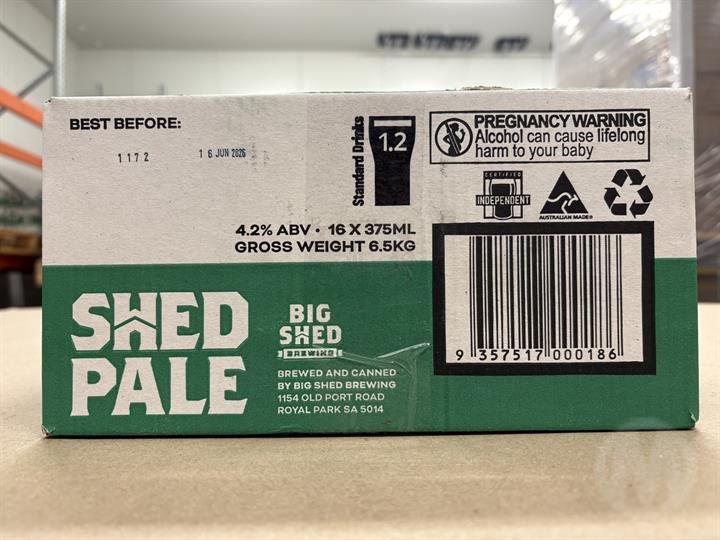 BEST BEFORE:
1172
16 JUN 2026
Standard Drinks
1.2
PREGNANCY WARNING
Alcohol can cause lifelong
harm to your baby
CERTIFIED
INDEPENDENT
AUSTRALIAN MADE
4.2% ABV • 16 X 375ML
GROSS WEIGHT 6.5KG
SHED
PALE
BIG
SHED
BREWING
BREWED AND CANNED
BY BIG SHED BREWING
1154 OLD PORT ROAD
ROYAL PARK SA 5014
9 357517 000186